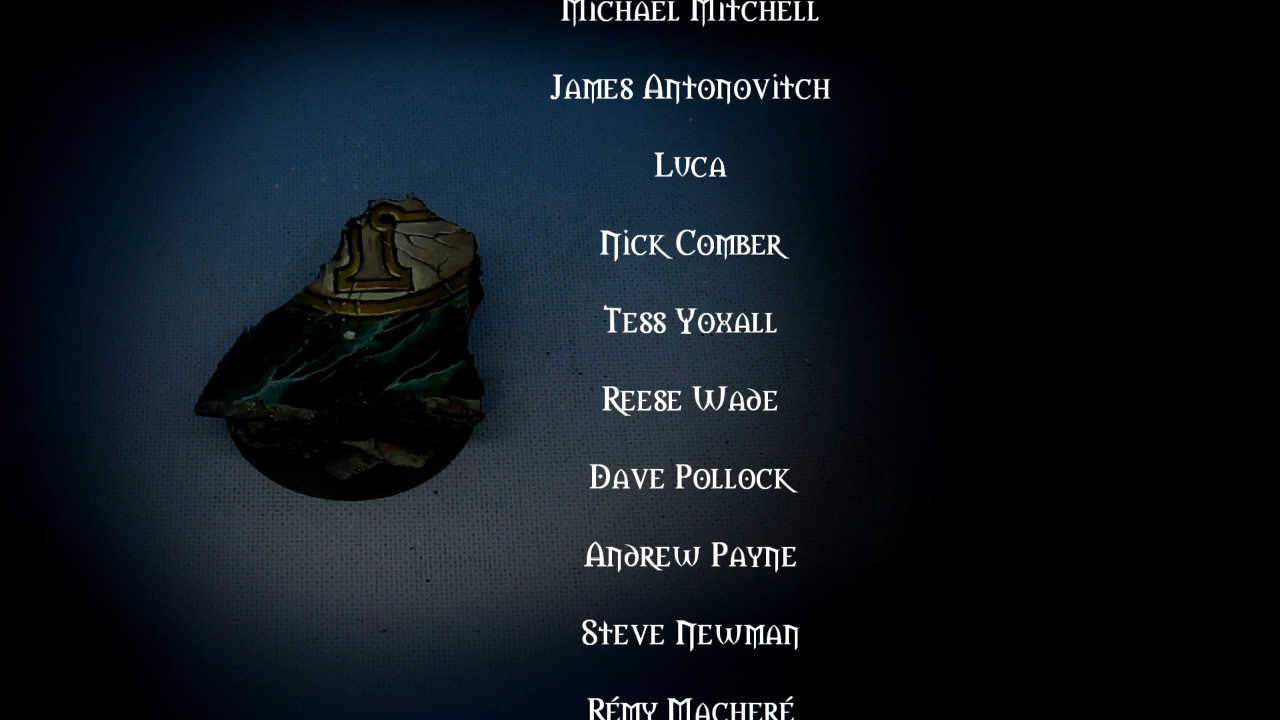 Michael Mitchell
James Antonovitch
Luca
Nick Comber
Tess Yoxall
Reese Wade
Dave Pollock
Andrew Payne
Steve Newman
Rémy Macheré